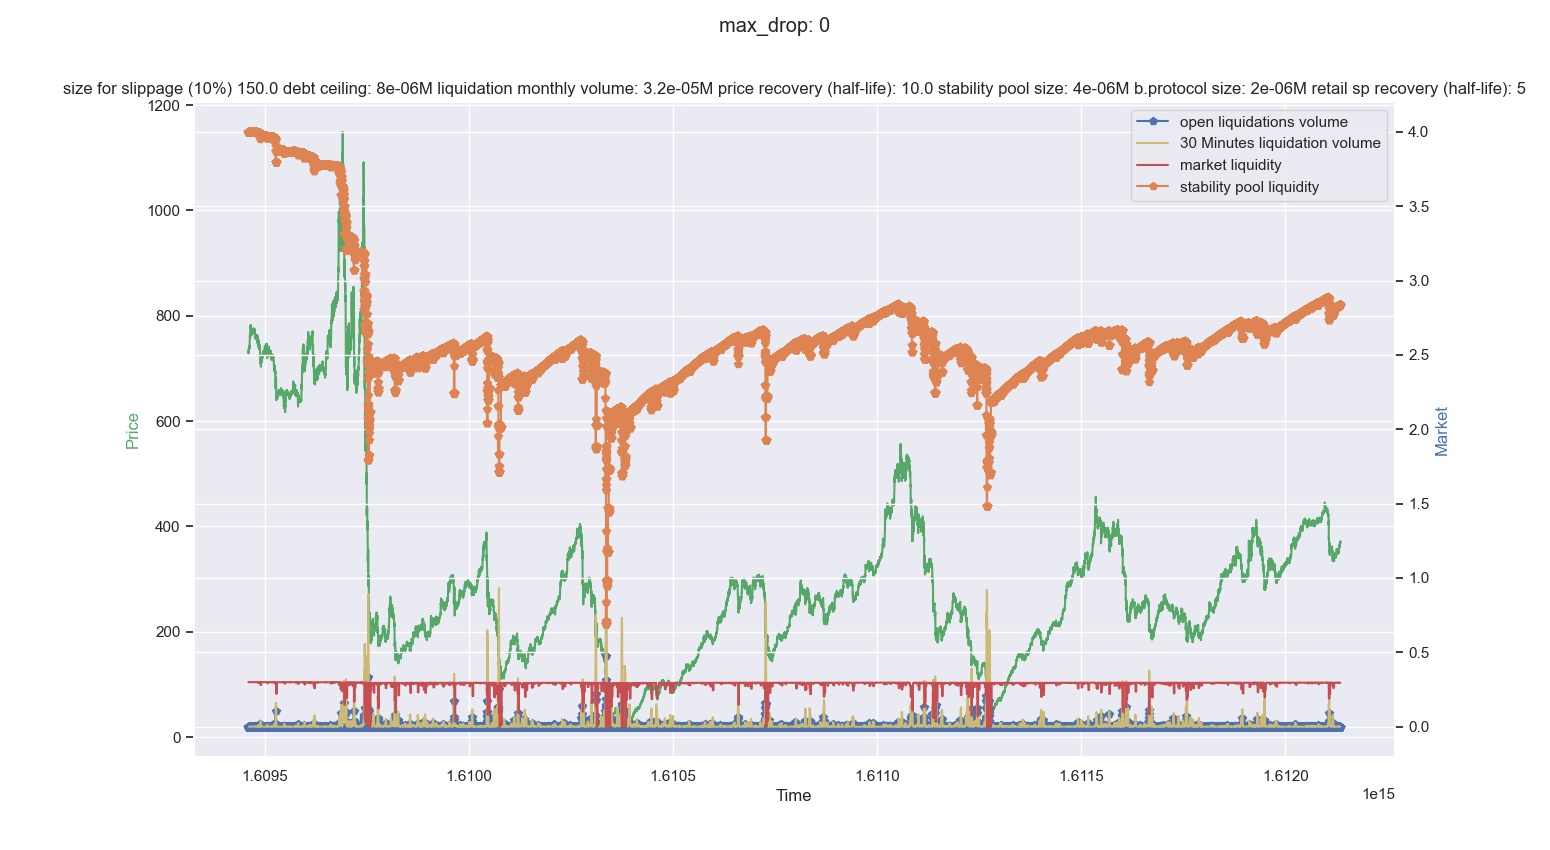 max_drop: 0
size for slippage (10%) 150.0 debt ceiling: 8e-06M liquidation monthly volume: 3.2e-05M price recovery (half-life): 10.0 stability pool size: 4e-06M b.protocol size: 2e-06M retail sp recovery (half-life): 5
open liquidations volume
30 Minutes liquidation volume
market liquidity
stability pool liquidity
1200
1000
800
600
400
200
0
Price
4.0
3.5
3.0
2.5
2.0
1.5
1.0
0.5
0.0
Market
1.6095 1.6100 1.6105 1.6110 1.6115 1.6120
Time
1e15